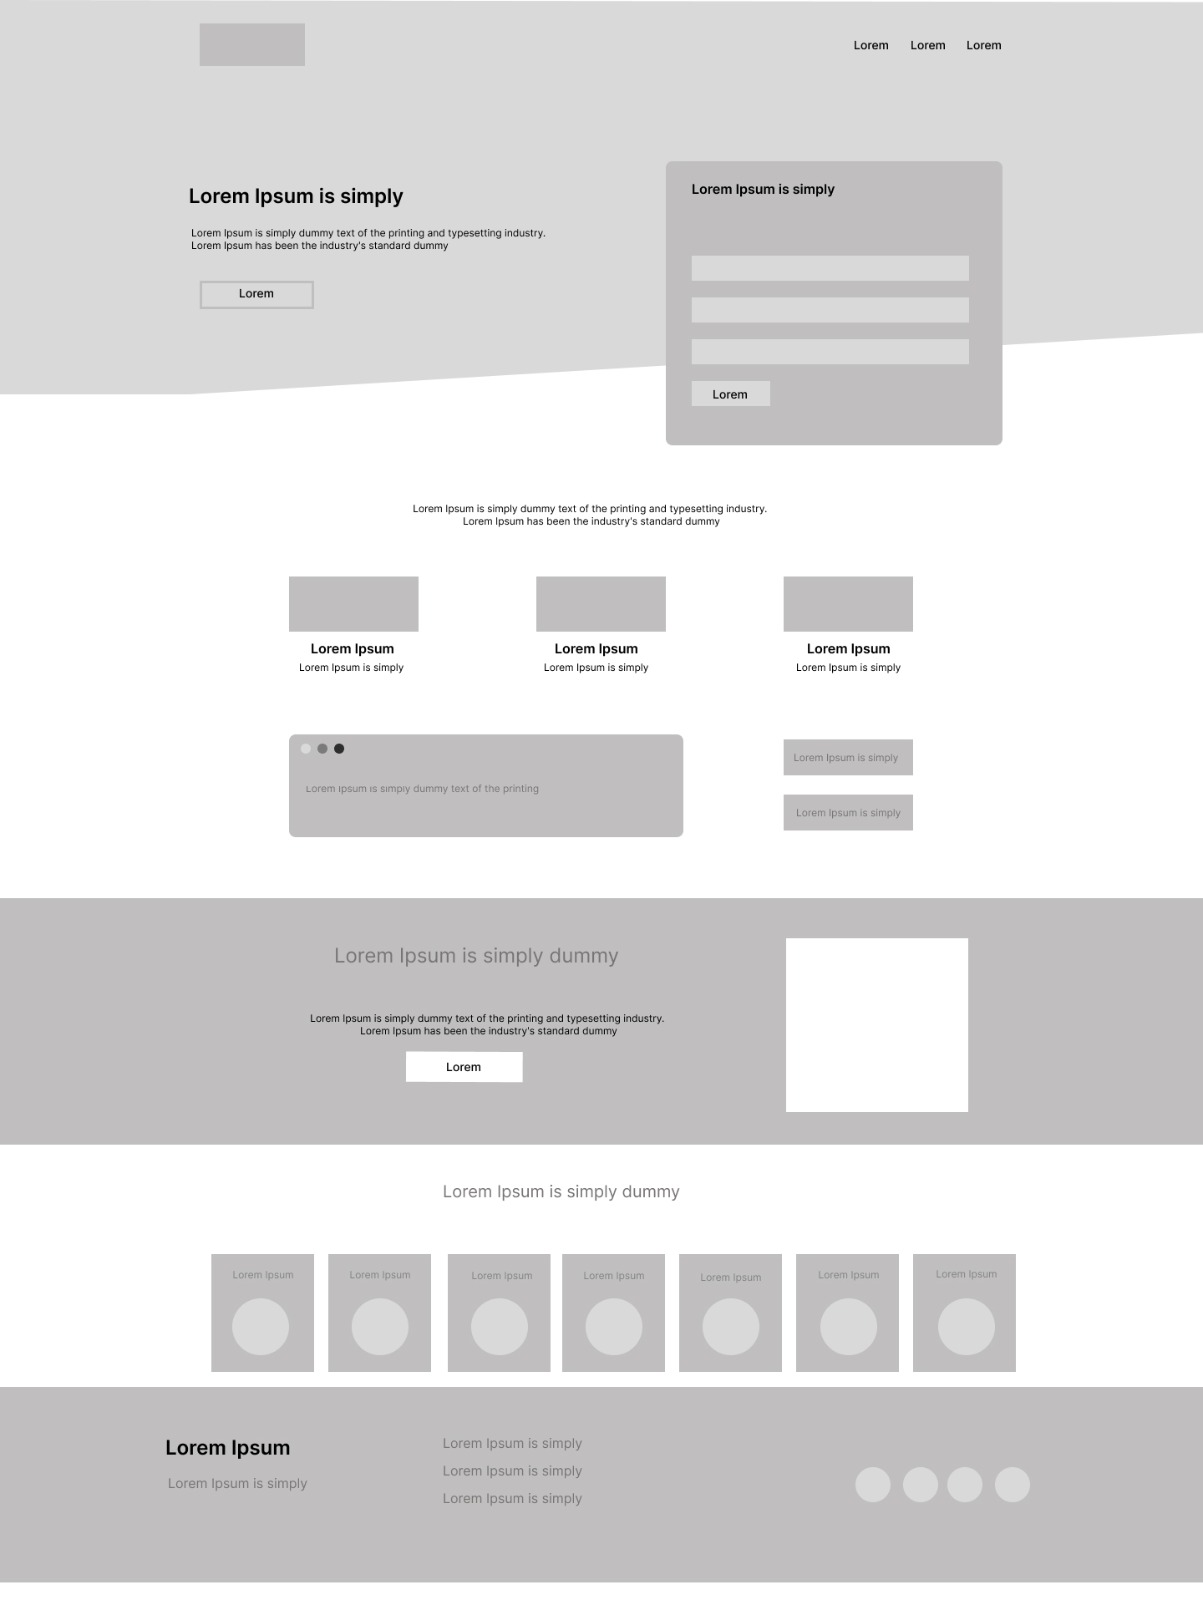 Lorem Lorem Lorem
Lorem Ipsum is simply
Lorem Ipsum is simply dummy text of the printing and typesetting industry.
Lorem Ipsum has been the industry's standard dummy
Lorem
Lorem Ipsum is simply
Lorem
Lorem Ipsum is simply dummy text of the printing and typesetting industry.
Lorem Ipsum has been the industry's standard dummy
Lorem Ipsum
Lorem Ipsum is simply
Lorem Ipsum
Lorem Ipsum is simply
Lorem Ipsum
Lorem Ipsum is simply
Lorem Ipsum is simply dummy text of the printing
Lorem Ipsum is simply
Lorem Ipsum is simply
Lorem Ipsum is simply dummy
Lorem Ipsum is simply dummy text of the printing and typesetting industry.
Lorem Ipsum has been the industry's standard dummy
Lorem
Lorem Ipsum is simply dummy
Lorem Ipsum
Lorem Ipsum
Lorem Ipsum
Lorem Ipsum
Lorem Ipsum
Lorem Ipsum
Lorem Ipsum
Lorem Ipsum
Lorem Ipsum is simply
Lorem Ipsum is simply
Lorem Ipsum is simply
Lorem Ipsum is simply